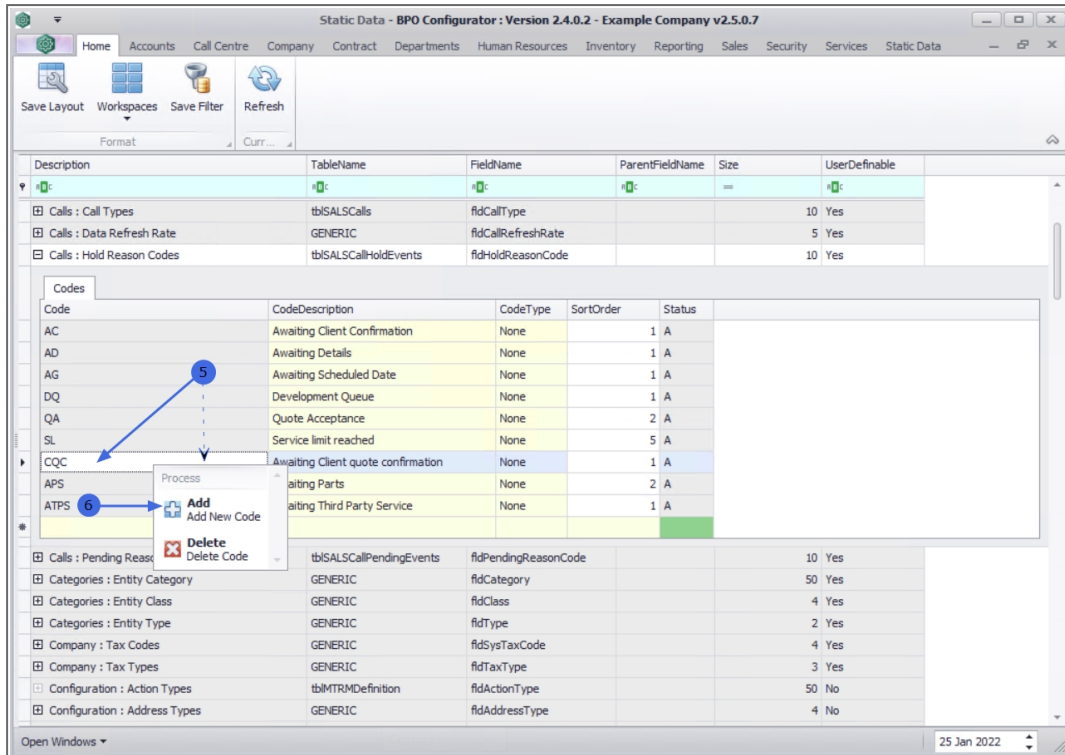 Static Data - BPO Configurator : Version 2.4.0.2 - Example Company v2.5.0.7
Home Accounts Call Centre Company Contract Departments Human Resources Inventory Reporting Sales Security Services Static Data
Save Layout Workspaces Save Filter Refresh
Format Curr...
Description TableName FieldName ParentFieldName Size UserDefinable
ABC ABC ABC ABC = ABC
Calls : Call Types tblSALSCalls fldCallType 10 Yes
Calls : Data Refresh Rate GENERIC fldCallRefreshRate 5 Yes
Calls : Hold Reason Codes tblSALSCallHoldEvents fldHoldReasonCode 10 Yes
Codes
Code CodeDescription CodeType SortOrder Status
AC Awaiting Client Confirmation None 1 A
AD Awaiting Details None 1 A
AG Awaiting Scheduled Date None 1 A
5
DQ Development Queue None 1 A
QA Quote Acceptance None 2 A
SL Service limit reached None 5 A
CQC Awaiting Client quote confirmation None 1 A
Process
APS aiting Parts None 2 A
ATPS 6 Add aiting Third Party Service None 1 A
Add New Code
Delete
Delete Code
Calls : Pending Reaso tblSALSCallPendingEvents fldPendingReasonCode 10 Yes
Categories : Entity Category GENERIC fldCategory 50 Yes
Categories : Entity Class GENERIC fldClass 4 Yes
Categories : Entity Type GENERIC fldType 2 Yes
Company : Tax Codes GENERIC fldSysTaxCode 4 Yes
Company : Tax Types GENERIC fldTaxType 3 Yes
Configuration : Action Types tblMTRMDefinition fldActionType 50 No
Configuration : Address Types GENERIC fldAddressType 4 No
Open Windows 25 Jan 2022